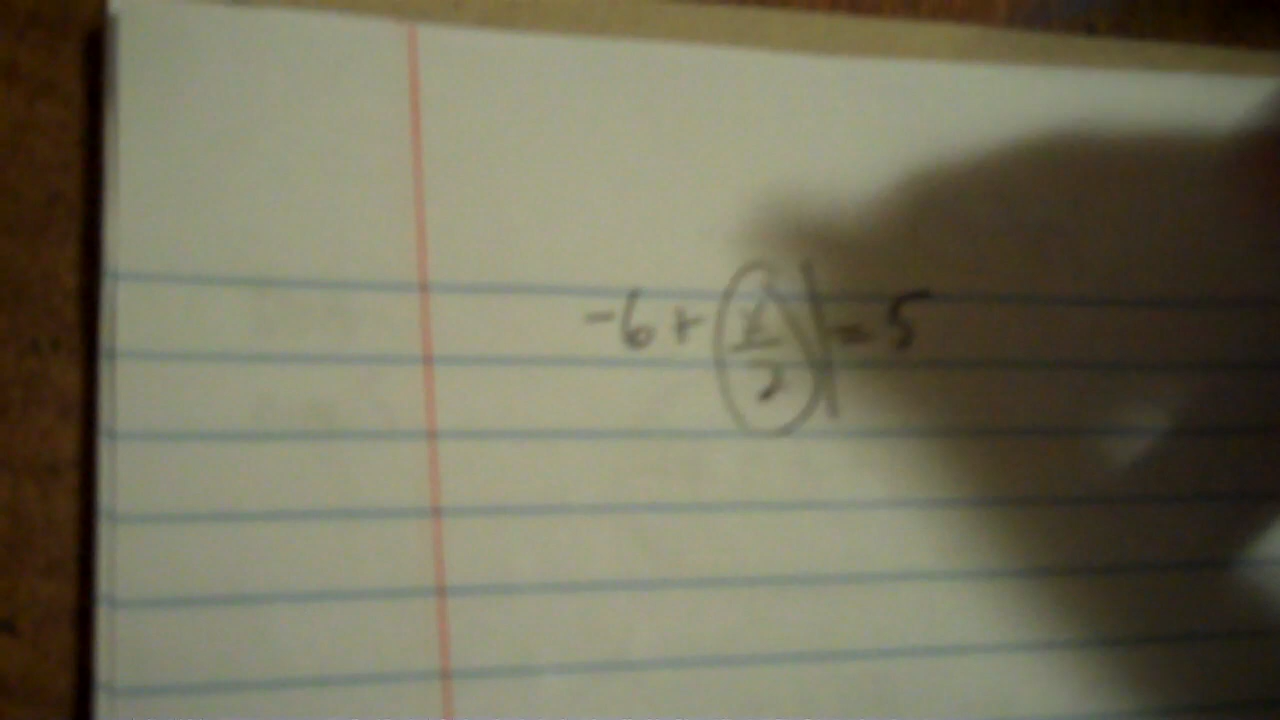 -6 + x/2 = 5